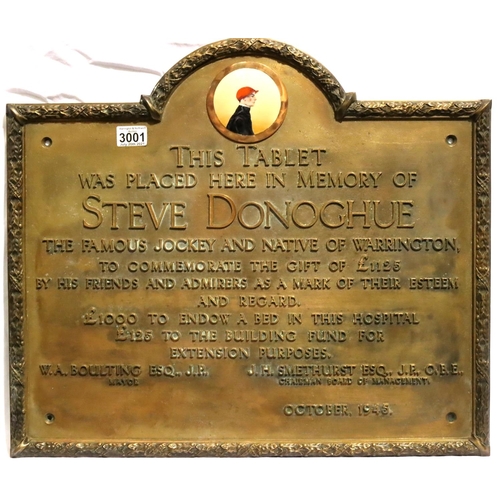 3001
THIS TABLET
WAS PLACED HERE IN MEMORY OF
STEVE DONOGHUE
THE FAMOUS JOCKEY AND NATIVE OF WARRINGTON,
TO COMMEMORATE THE GIFT OF £1125
BY HIS FRIENDS AND ADMIRERS AS A MARK OF THEIR ESTEEM
AND REGARD.
£1000 TO ENDOW A BED IN THIS HOSPITAL
£125 TO THE BUILDING FUND FOR
EXTENSION PURPOSES.
W.A. BOULTING ESQ., J.P., J.H. SMETHURST ESQ., J.P., O.B.E.,
MAYOR CHAIRMAN BOARD OF MANAGEMENT.
OCTOBER, 1945.